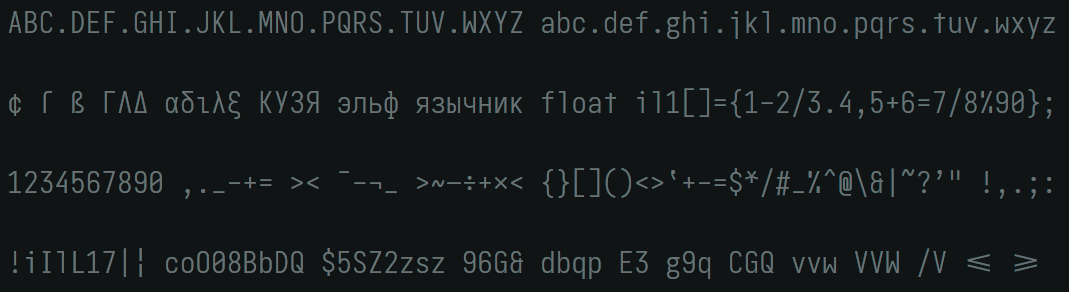 ABC.DEF.GHI.JKL.MNO.PQRS.TUV.WXYZ abc.def.ghi.jkl.mno.pqrs.tuv.wxyz
¢ ſ ß ΓΛΔ αδιλξ КУЗЯ эльф язычник float il1[]={1-2/3.4,5+6=7/8%90};
1234567890 ,._-+= >< ¯-¬_ >~–÷+×< {}[]()<>‛+-=$*/#_%^@\&|~?’" !,.;:
!iIlL17|¦ coO08BbDQ $5SZ2zsz 96G& dbqp E3 g9q CGQ vvw VVW /V ⩽ ⩾